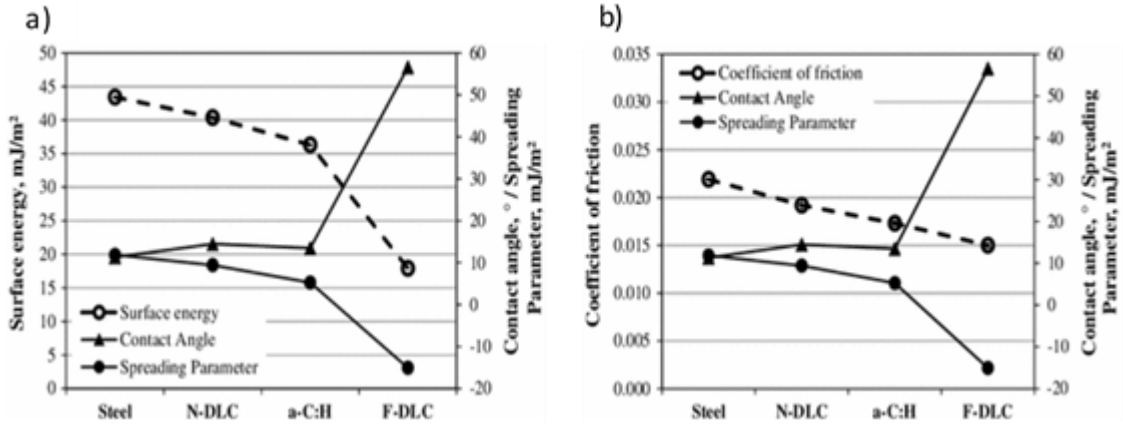 a)
50
45
40
35
30
25
20
15
10
5
0
Surface energy, mJ/m²
Surface energy
Contact Angle
Spreading Parameter
60
50
40
30
20
10
0
-10
-20
Contact angle, ° / Spreading
Parameter, mJ/m²
Steel N-DLC a-C:H F-DLC
b)
0.035
0.030
0.025
0.020
0.015
0.010
0.005
0.000
Coefficient of friction
Coefficient of friction
Contact Angle
Spreading Parameter
60
50
40
30
20
10
0
-10
-20
Contact angle, ° / Spreading
Parameter, mJ/m²
Steel N-DLC a-C:H F-DLC